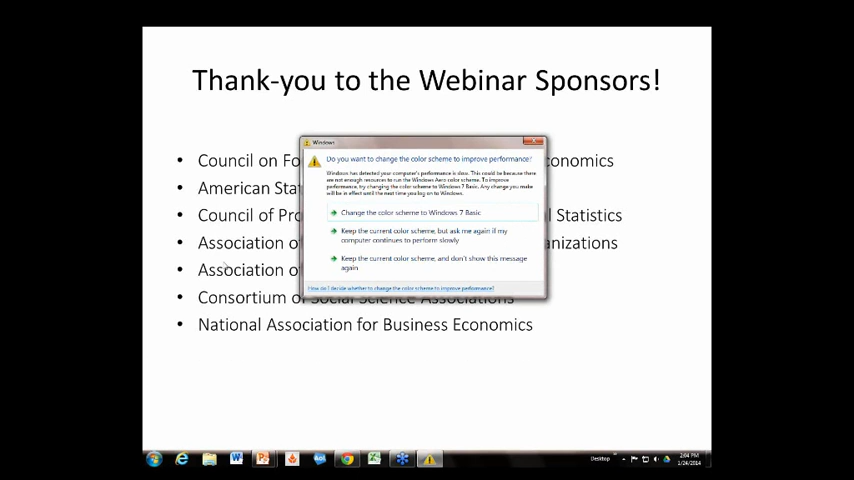 Thank-you to the Webinar Sponsors!
• Council on Fo
conomics
• American Stat
• Council of Pro
l Statistics
• Association o
anizations
• Association o
• Consortium of Social Science Associations
• National Association for Business Economics
Windows
Do you want to change the color scheme to improve performance?
Windows has detected your computer's performance is slow. This could be because there
are not enough resources to run the Windows Aero color scheme. To improve
performance, try changing the color scheme to Windows 7 Basic. Any change you make
will be in effect until the next time you log on to Windows.
Change the color scheme to Windows 7 Basic
Keep the current color scheme, but ask me again if my
computer continues to perform slowly
Keep the current color scheme, and don't show this message
again
How do I decide whether to change the color scheme to improve performance?
Desktop
2:04 PM
1/24/2014